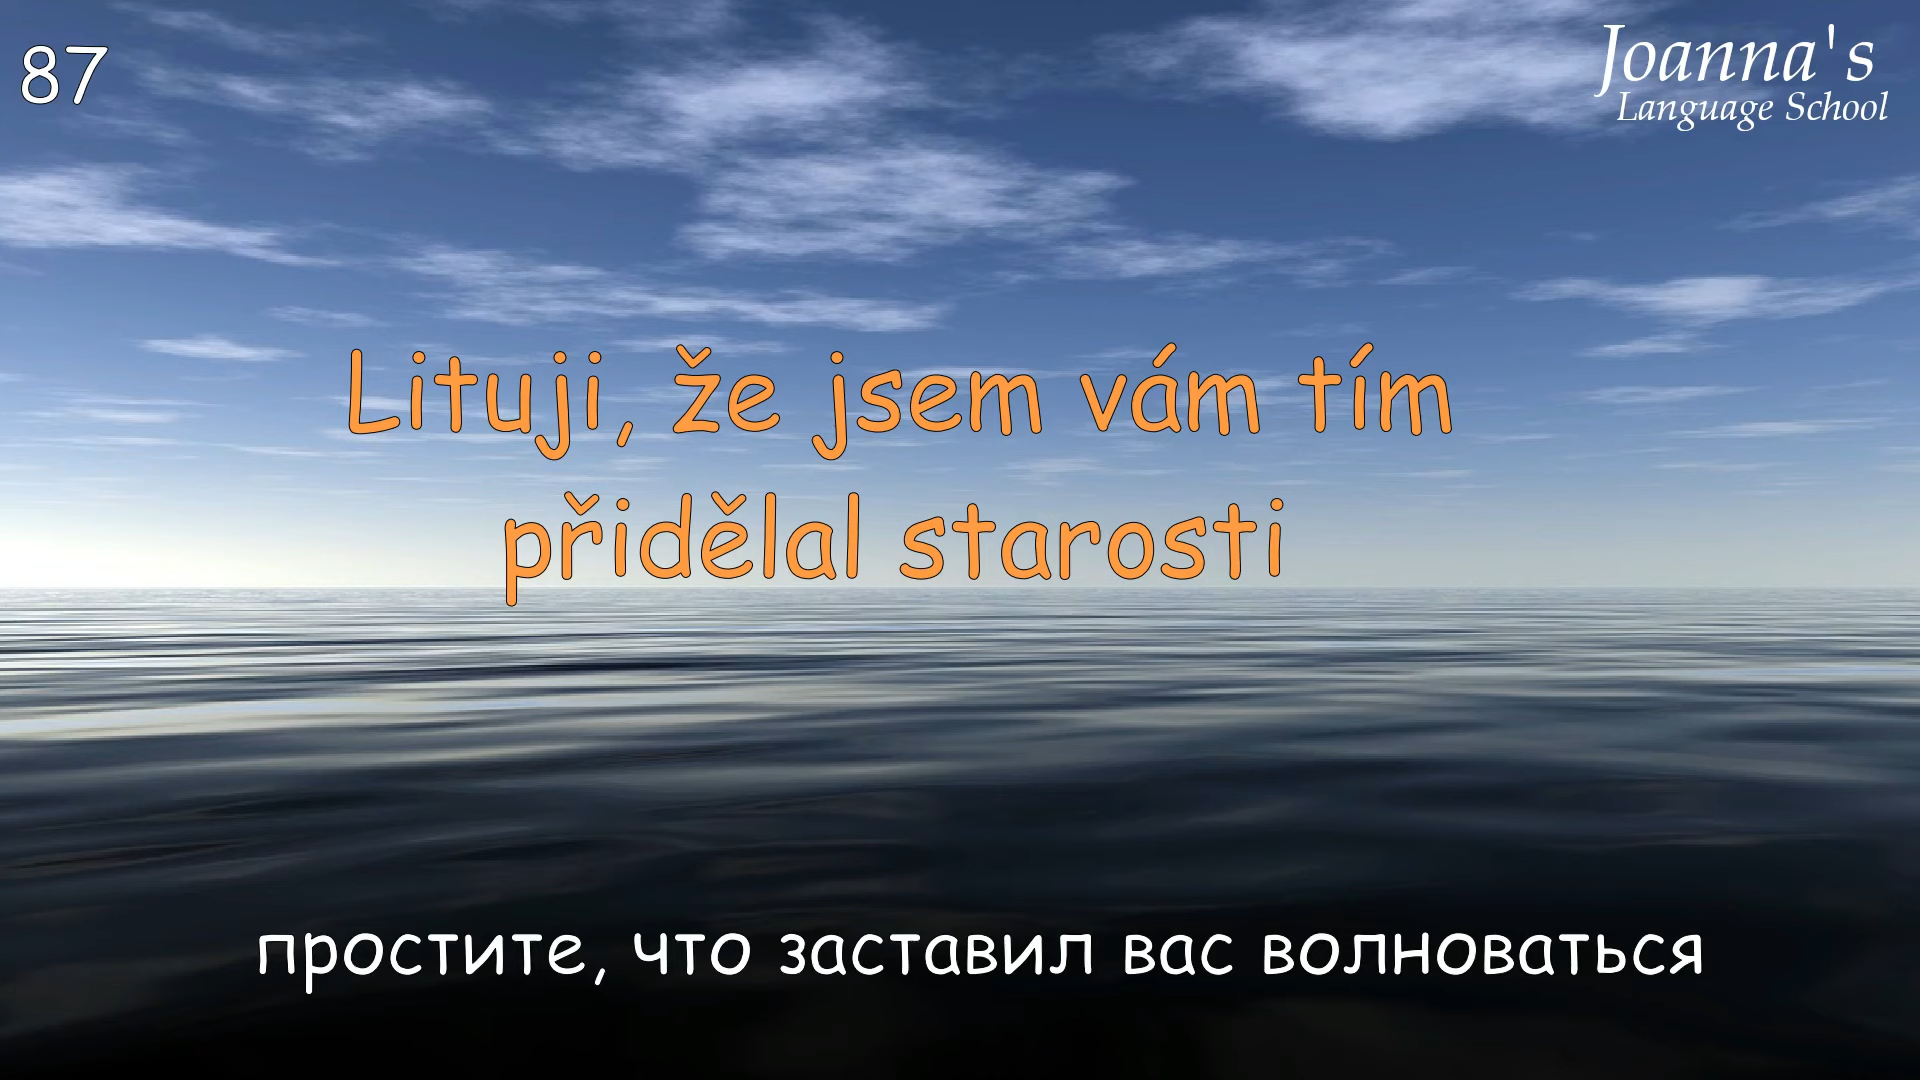 87
Joanna's
Language School
Lituji, že jsem vám tím
přidělal starosti
простите, что заставил вас волноваться